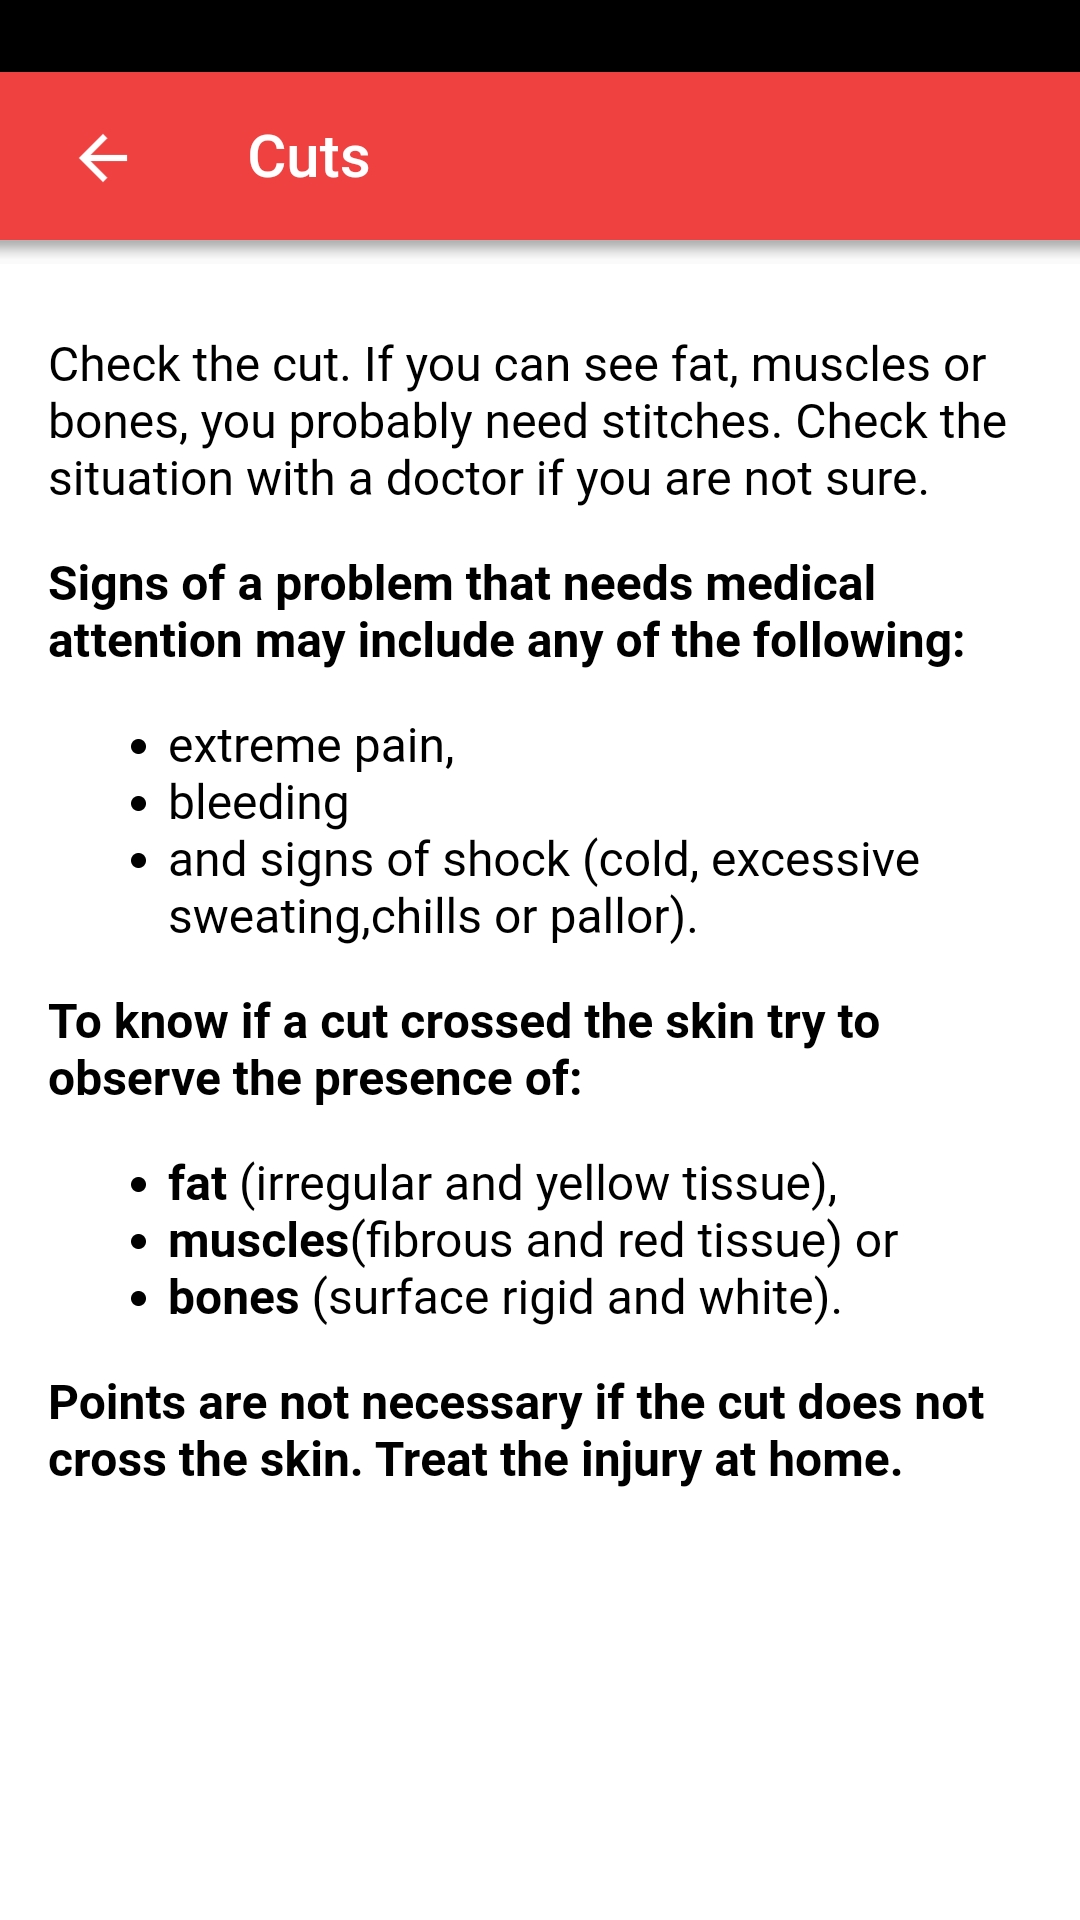 Cuts
Check the cut. If you can see fat, muscles or
bones, you probably need stitches. Check the
situation with a doctor if you are not sure.
Signs of a problem that needs medical
attention may include any of the following:
• extreme pain,
• bleeding
• and signs of shock (cold, excessive
sweating,chills or pallor).
To know if a cut crossed the skin try to
observe the presence of:
• fat (irregular and yellow tissue),
• muscles(fibrous and red tissue) or
• bones (surface rigid and white).
Points are not necessary if the cut does not
cross the skin. Treat the injury at home.